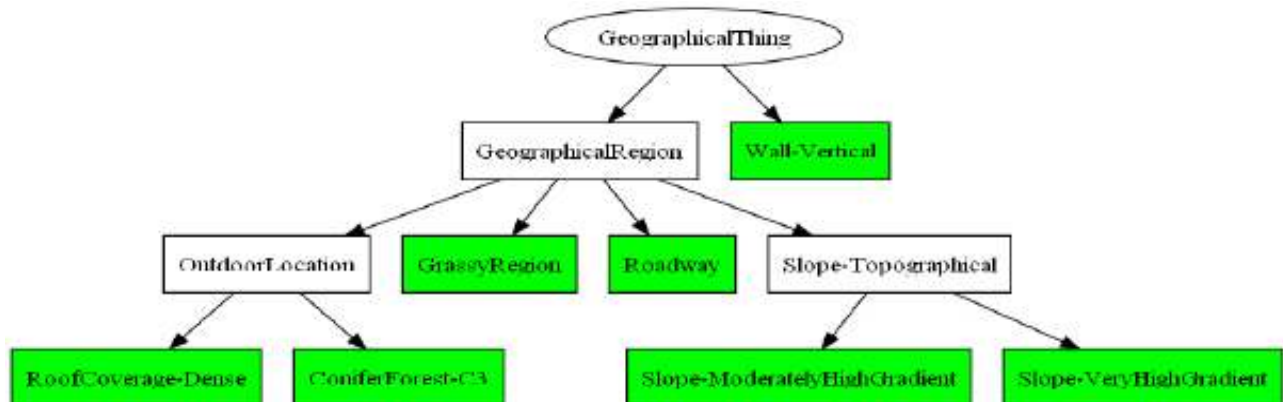 GeographicalThing
GeographicalRegion
Wall-Vertical
OutdoorLocation
GrassyRegion
Roadway
Slope-Topographical
RoofCoverage-Dense
ConiferForest-C3
Slope-ModeratelyHighGradient
Slope-VeryHighGradient